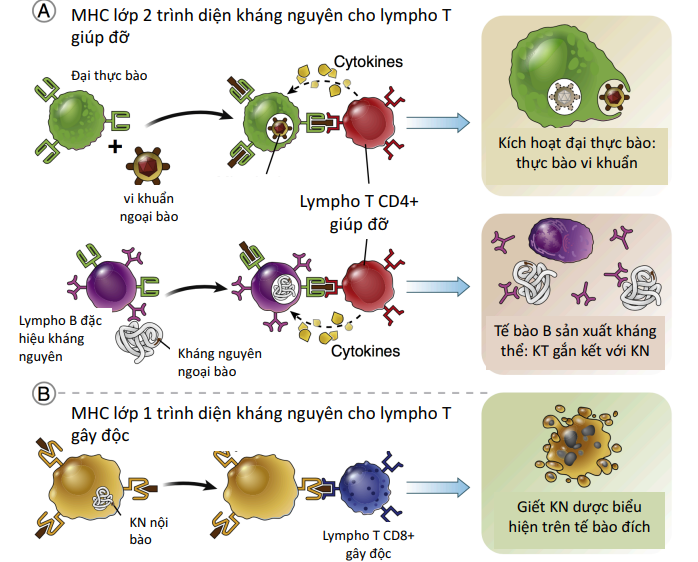 A
MHC lớp 2 trình diện kháng nguyên cho lympho T
giúp đỡ
Đại thực bào
Cytokines
+
vi khuẩn
ngoại bào
Kích hoạt đại thực bào:
thực bào vi khuẩn
Lympho T CD4+
giúp đỡ
Lympho B đặc
hiệu kháng
nguyên
Kháng nguyên
ngoại bào
Cytokines
Tế bào B sản xuất kháng
thể: KT gắn kết với KN
B
MHC lớp 1 trình diện kháng nguyên cho lympho T
gây độc
KN nội
bào
Lympho T CD8+
gây độc
Giết KN dược biểu
hiện trên tế bào đích